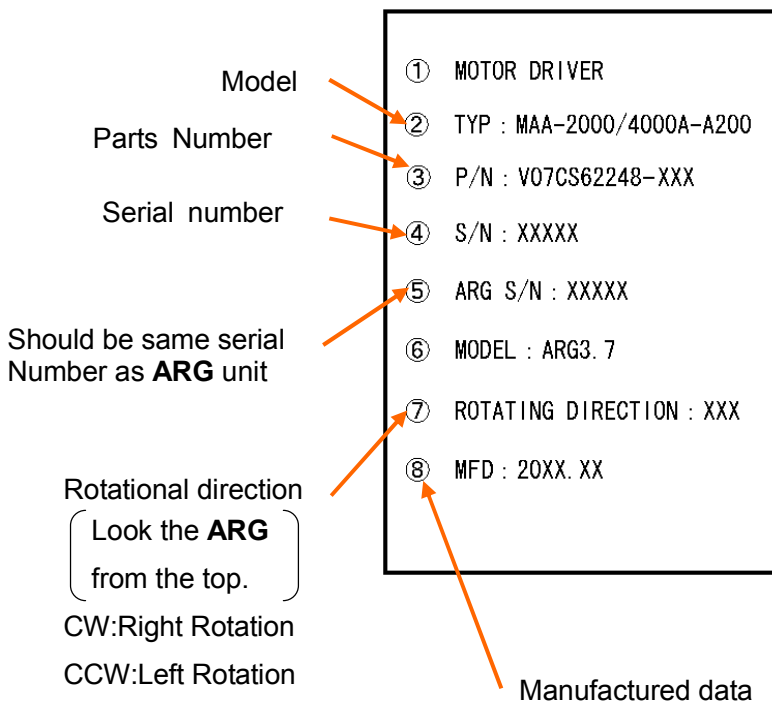 Model
Parts Number
Serial number
Should be same serial
Number as ARG unit
Rotational direction
Look the ARG
from the top.
CW:Right Rotation
CCW:Left Rotation
① MOTOR DRIVER
② TYP : MAA-2000/4000A-A200
③ P/N : V07CS62248-XXX
④ S/N : XXXXX
⑤ ARG S/N : XXXXX
⑥ MODEL : ARG3.7
⑦ ROTATING DIRECTION : XXX
⑧ MFD : 20XX.XX
Manufactured data